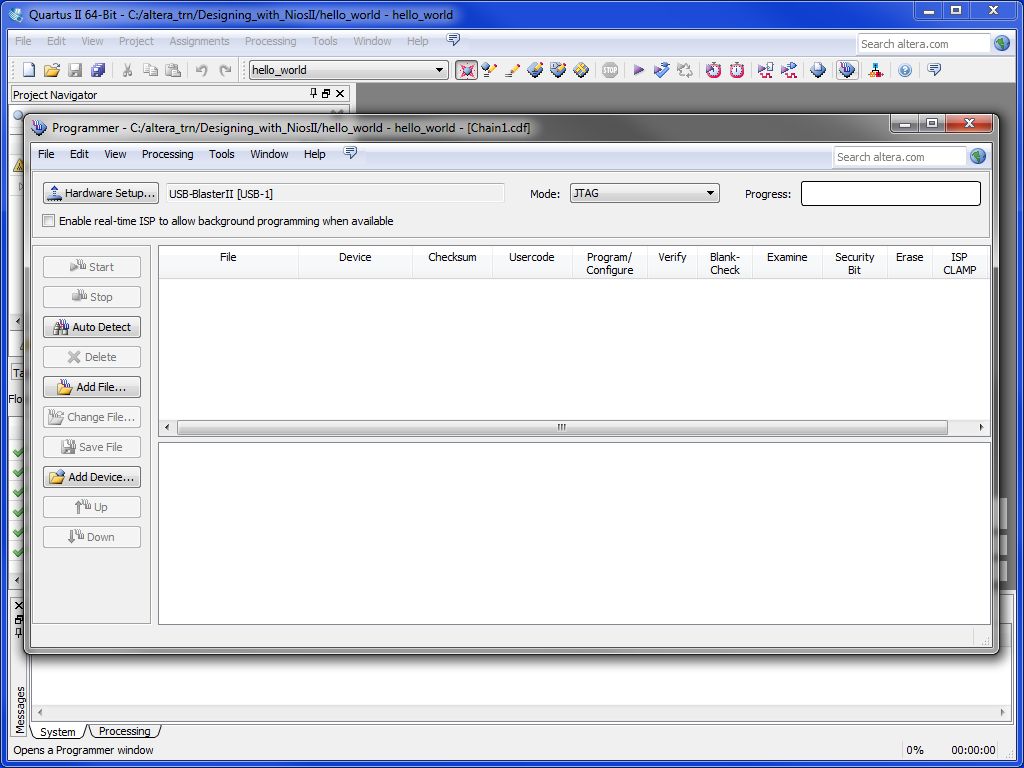 Quartus II 64-Bit - C:/altera_trn/Designing_with_NiosII/hello_world - hello_world
File Edit View Project Assignments Processing Tools Window Help
Search altera.com
hello_world
STOP
Project Navigator
Programmer - C:/altera_trn/Designing_with_NiosII/hello_world - hello_world - [Chain1.cdf]
File Edit View Processing Tools Window Help
Search altera.com
Hardware Setup... USB-BlasterII [USB-1] Mode: JTAG Progress:
Enable real-time ISP to allow background programming when available
File Device Checksum Usercode Program/ Configure Verify Blank- Check Examine Security Bit Erase ISP CLAMP
Start
Stop
Auto Detect
Delete
Add File...
Change File...
Save File
Add Device...
Up
Down
Ta
Flo
Messages
System Processing
Opens a Programmer window 0% 00:00:00